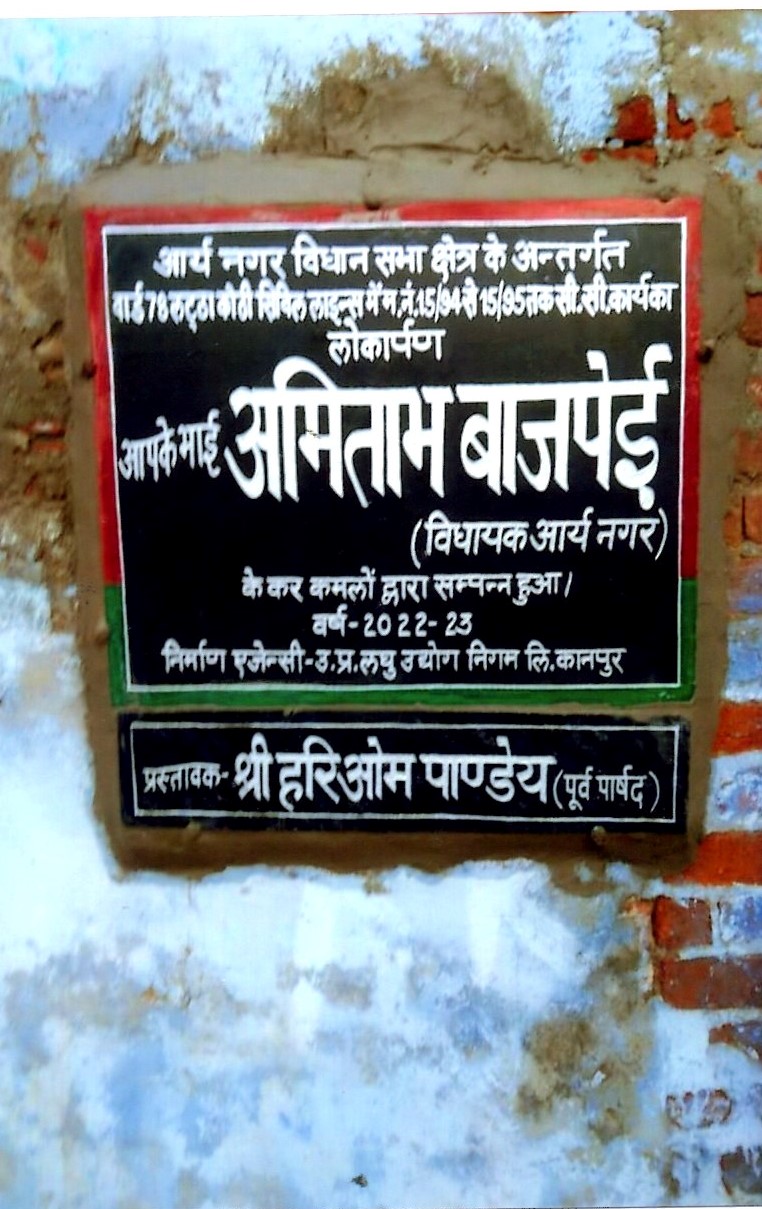 आर्य नगर विधान सभा क्षेत्र के अन्तर्गत
वार्ड 78 लट्ठा कोठी सिविल लाइन्स में म.नं.15/94 से 15/95 तक सी.सी.कार्य का
लोकार्पण
आपके भाई अमिताभ बाजपेई
(विधायक आर्य नगर)
के कर कमलों द्वारा सम्पन्न हुआ।
वर्ष-2022-23
निर्माण एजेन्सी-उ.प्र.लघु उद्योग निगम लि.कानपुर
प्रस्तावक- श्री हरिओम पाण्डेय (पूर्व पार्षद)